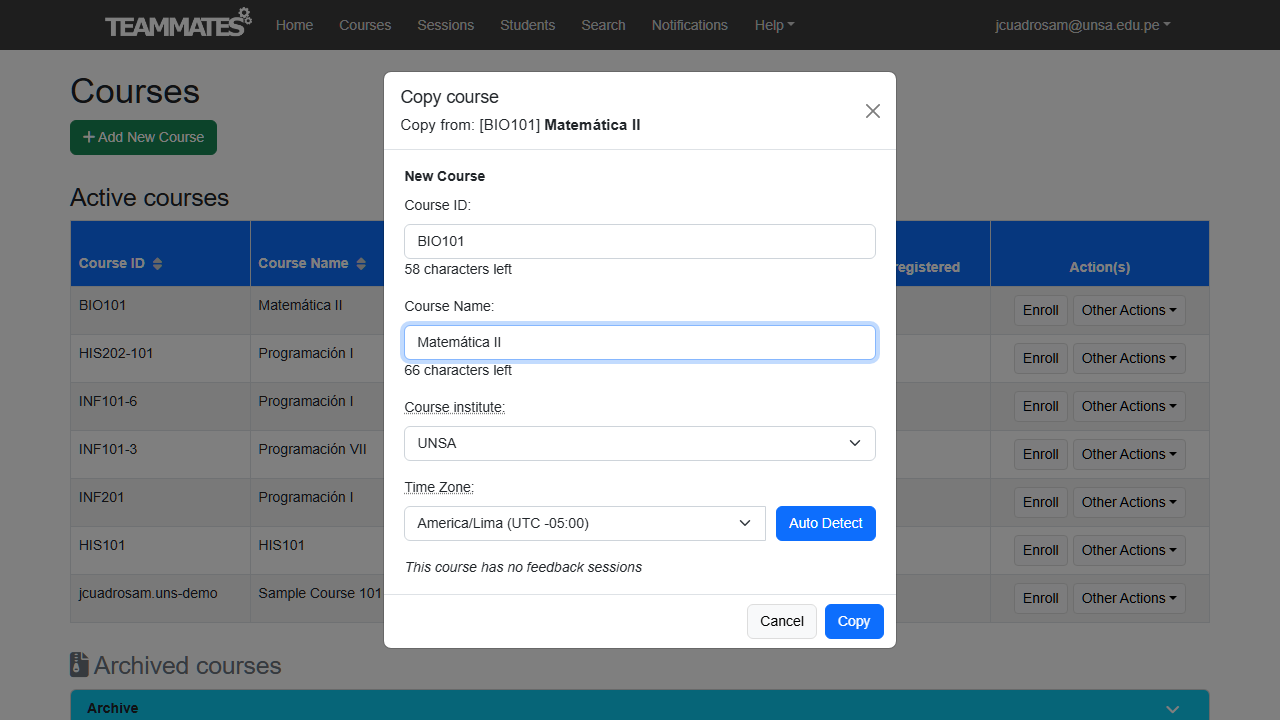 TEAMMATES Home Courses Sessions Students Search Notifications Help jcuadrosam@unsa.edu.pe
Courses
+ Add New Course
Active courses
Course ID Course Name registered Action(s)
BIO101 Matemática II Enroll Other Actions
HIS202-101 Programación I Enroll Other Actions
INF101-6 Programación I Enroll Other Actions
INF101-3 Programación VII Enroll Other Actions
INF201 Programación I Enroll Other Actions
HIS101 HIS101 Enroll Other Actions
jcuadrosam.uns-demo Sample Course 101 Enroll Other Actions
Archived courses
Archive
Copy course
Copy from: [BIO101] Matemática II
New Course
Course ID:
BIO101
58 characters left
Course Name:
Matemática II
66 characters left
Course institute:
UNSA
Time Zone:
America/Lima (UTC -05:00) Auto Detect
This course has no feedback sessions
Cancel Copy